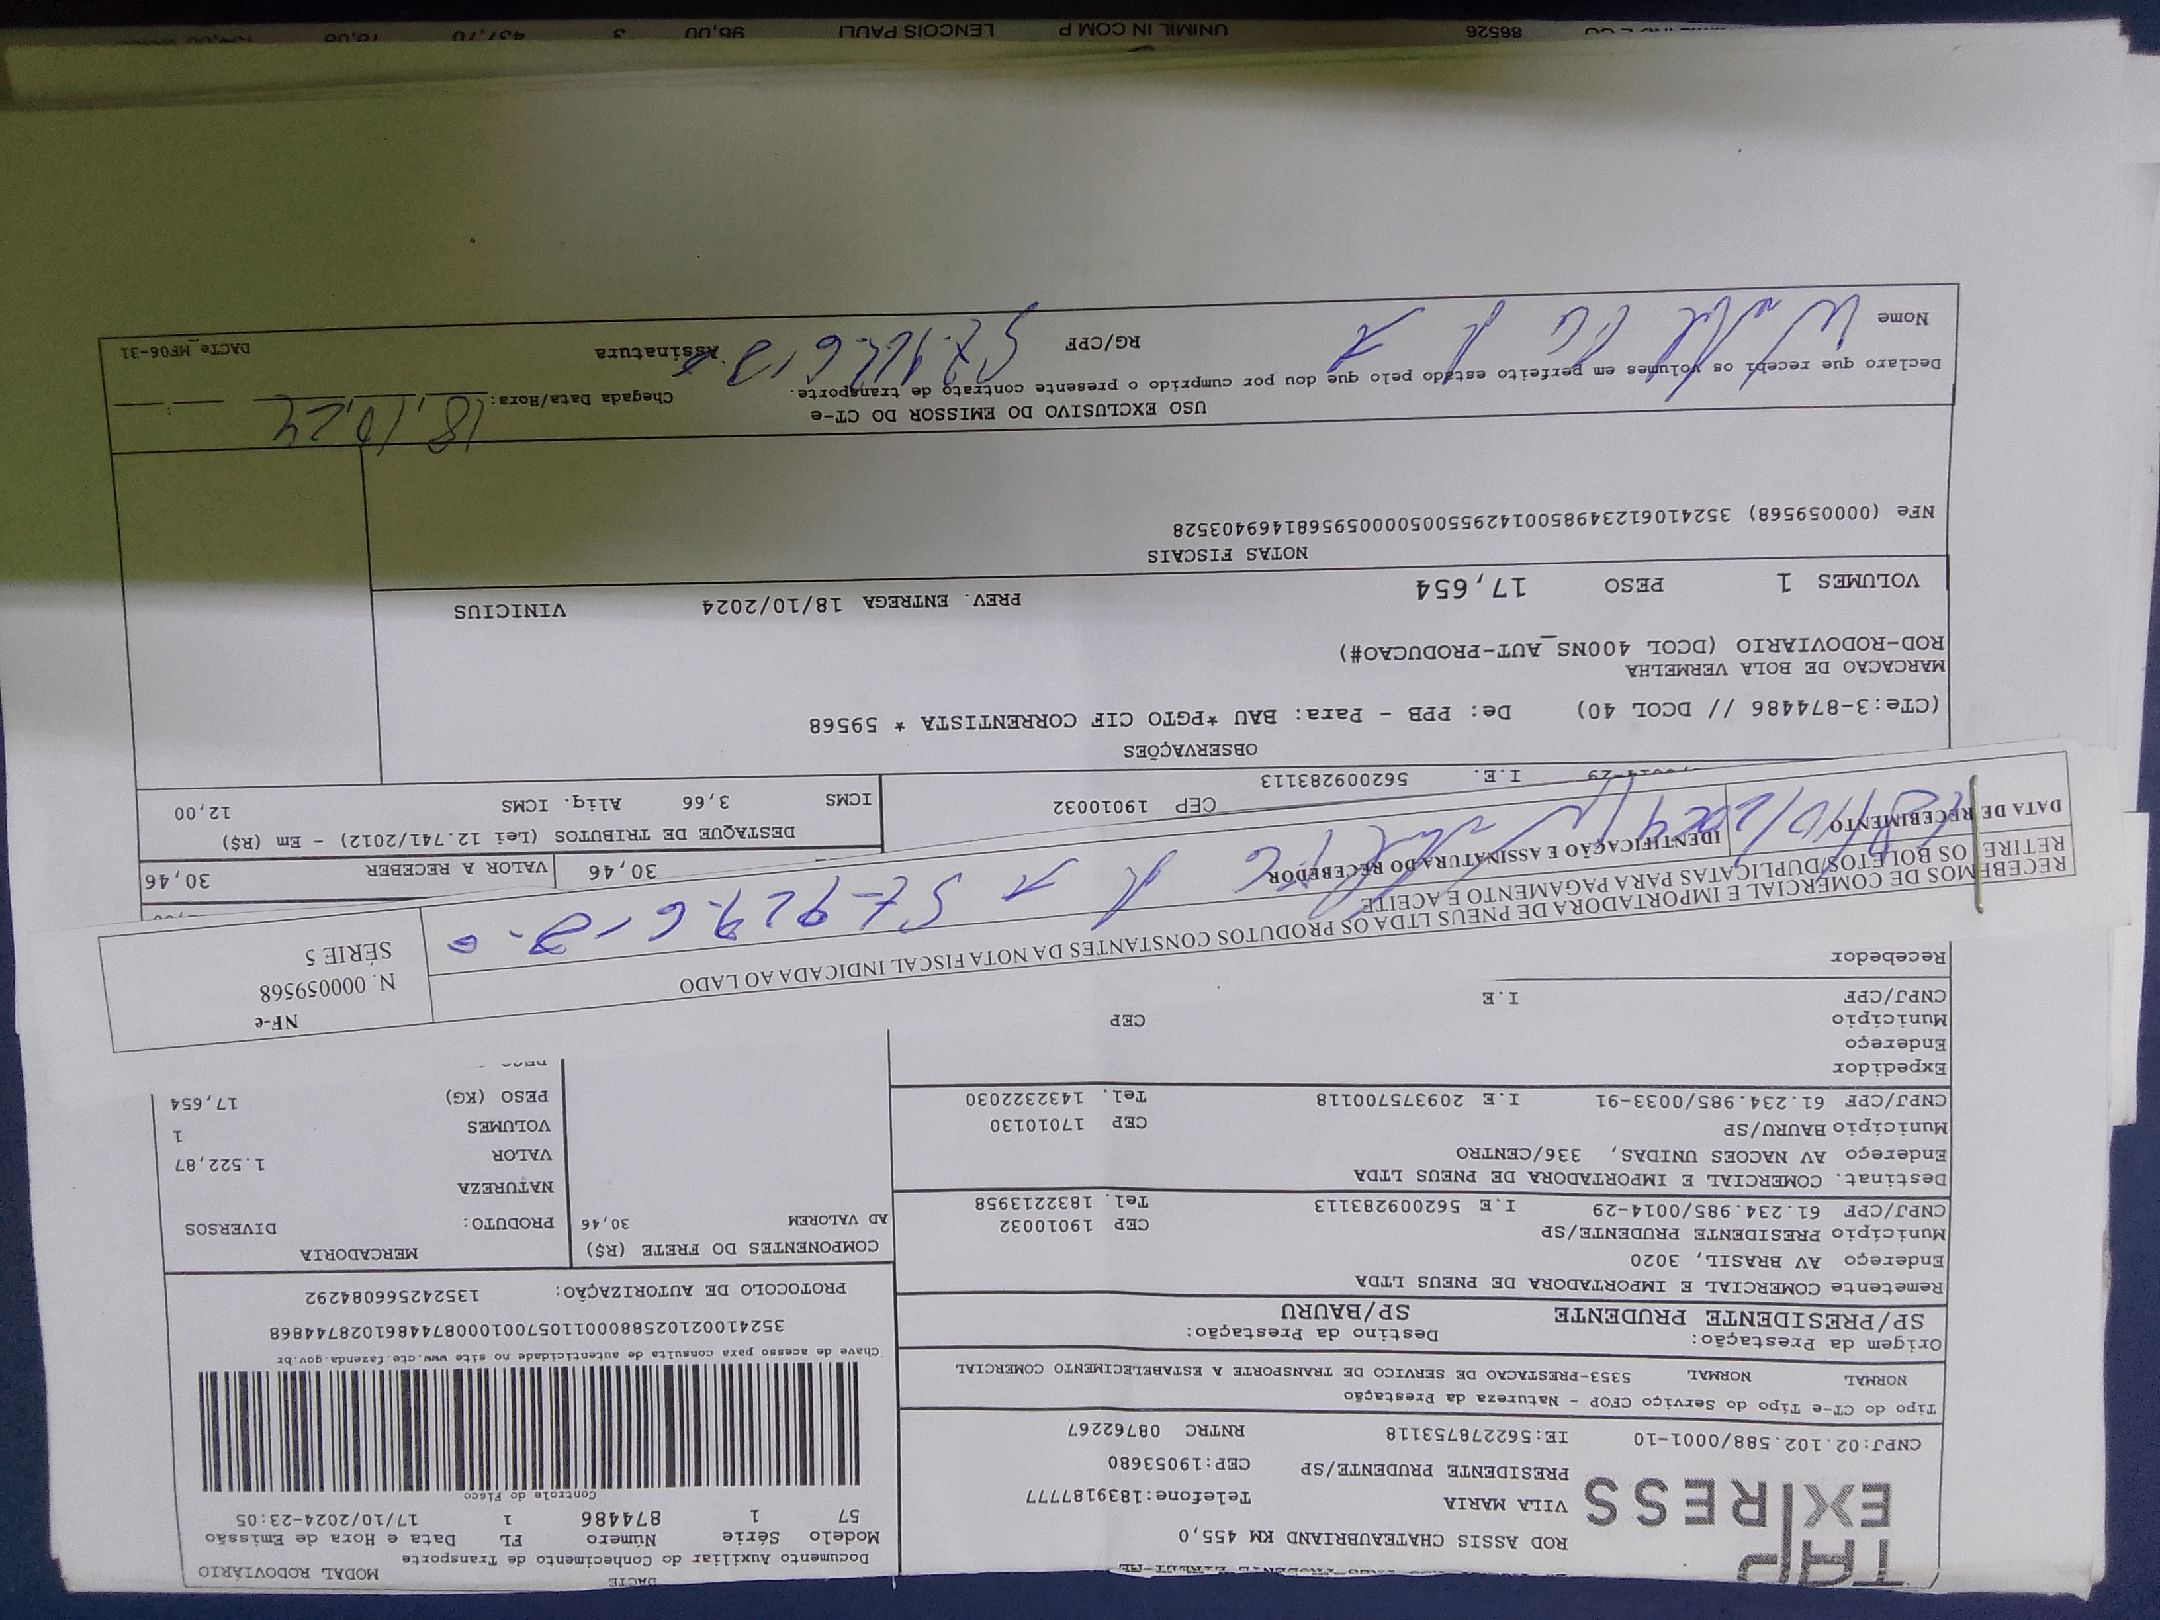 TAP EXPRESS
ROD ASSIS CHATEAUBRIAND KM 455,0
VILA MARIA Telefone:1839187777
PRESIDENTE PRUDENTE/SP CEP:19053680
CNPJ:02.102.588/0001-10 IE:562278753118 RNTRC 08762267
DACTE MODAL RODOVIÁRIO
Documento Auxiliar do Conhecimento de Transporte
Modelo Série Número FL Data e Hora de Emissão
57 1 874486 1 17/10/2024-23:05
Controle do Fisco
Chave de acesso para consulta de autenticidade no site www.cte.fazenda.gov.br
35241002102588000110570010008744861028744868
PROTOCOLO DE AUTORIZAÇÃO: 135242566084292
Tipo do CT-e Tipo do Serviço CFOP - Natureza da Prestação
NORMAL NORMAL 5353-PRESTACAO DE SERVICO DE TRANSPORTE A ESTABELECIMENTO COMERCIAL
Origem da Prestação: Destino da Prestação:
SP/PRESIDENTE PRUDENTE SP/BAURU
Remetente COMERCIAL E IMPORTADORA DE PNEUS LTDA
Endereço AV BRASIL, 3020
Município PRESIDENTE PRUDENTE/SP CEP 19010032
CNPJ/CPF 61.234.985/0014-29 I.E 562009283113 Tel. 1832213958
Destinat. COMERCIAL E IMPORTADORA DE PNEUS LTDA
Endereço AV NACOES UNIDAS, 336/CENTRO
Município BAURU/SP CEP 17010130
CNPJ/CPF 61.234.985/0033-91 I.E 209375700118 Tel. 1432322030
Expedidor
Endereço
Município CEP
CNPJ/CPF I.E
Recebedor
COMPONENTES DO FRETE (R$)
AD VALOREM 30,46
MERCADORIA
PRODUTO: DIVERSOS
NATUREZA
VALOR 1.522,87
VOLUMES 1
PESO (KG) 17,654
RECEBEMOS DE COMERCIAL E IMPORTADORA DE PNEUS LTDA OS PRODUTOS CONSTANTES DA NOTA FISCAL INDICADA AO LADO
RETIRE OS BOLETOS/DUPLICATAS PARA PAGAMENTO E ACEITE
DATA DE RECEBIMENTO IDENTIFICAÇÃO E ASSINATURA DO RECEBEDOR
NF-e
N. 000059568
SÉRIE 5
30,46 VALOR A RECEBER 30,46
I.E. 562009283113 CEP 19010032
DESTAQUE DE TRIBUTOS (Lei 12.741/2012) - Em (R$)
ICMS 3,66 Aliq. ICMS 12,00
OBSERVAÇÕES
(CTe:3-874486 // DCOL 40) De: PPB - Para: BAU *PGTO CIF CORRENTISTA * 59568
MARCACAO DE BOLA VERMELHA
ROD-RODOVIARIO (DCOL 400NS_AUT-PRODUCAO#)
VOLUMES 1 PESO 17,654 PREV. ENTREGA 18/10/2024 VINICIUS
NOTAS FISCAIS
NFe (000059568) 35241061234985001429550050000595681469403528
USO EXCLUSIVO DO EMISSOR DO CT-e
Declaro que recebi os volumes em perfeito estado pelo que dou por cumprido o presente contrato de transporte.
Chegada Data/Hora: 18,10,24
Nome RG/CPF Assinatura
DACTe_MF06-31
86526 UNIMIL IN COM P LENCOIS PAULI 96,00 3 437,70